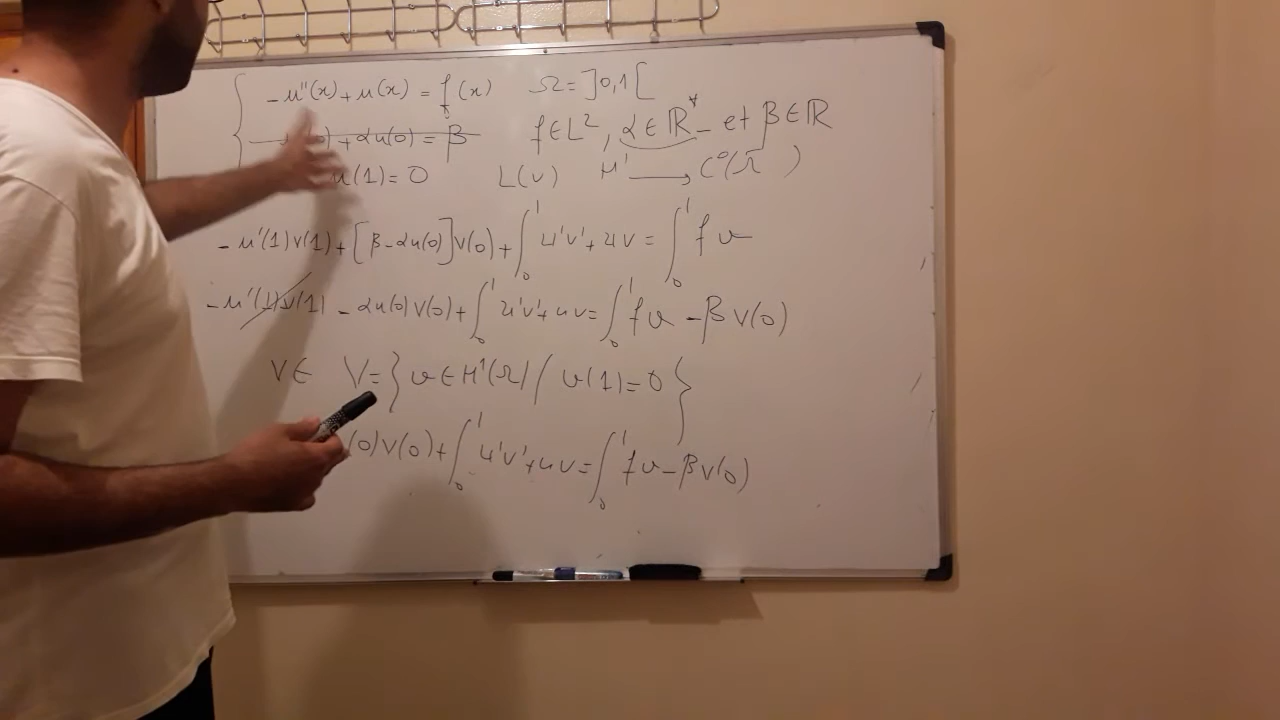 -u''(x)+u(x) = f(x) Ω=]0,1[
+αu(0) = β f∈L², α∈ℝ*_ et β∈ℝ
u(1)=0 L(v) H¹ → C⁰(Ω̄)
-u'(1)v(1)+[β-αu(0)]v(0)+∫₀¹ u'v'+uv=∫₀¹ fv
-u'(1)v(1) -αu(0)v(0)+∫₀¹ u'v'+uv=∫₀¹ fv -βv(0)
v∈ V={v∈H¹(Ω)/ v(1)=0}
(0)v(0)+∫₀¹ u'v'+uv=∫₀¹ fv-βv(0)